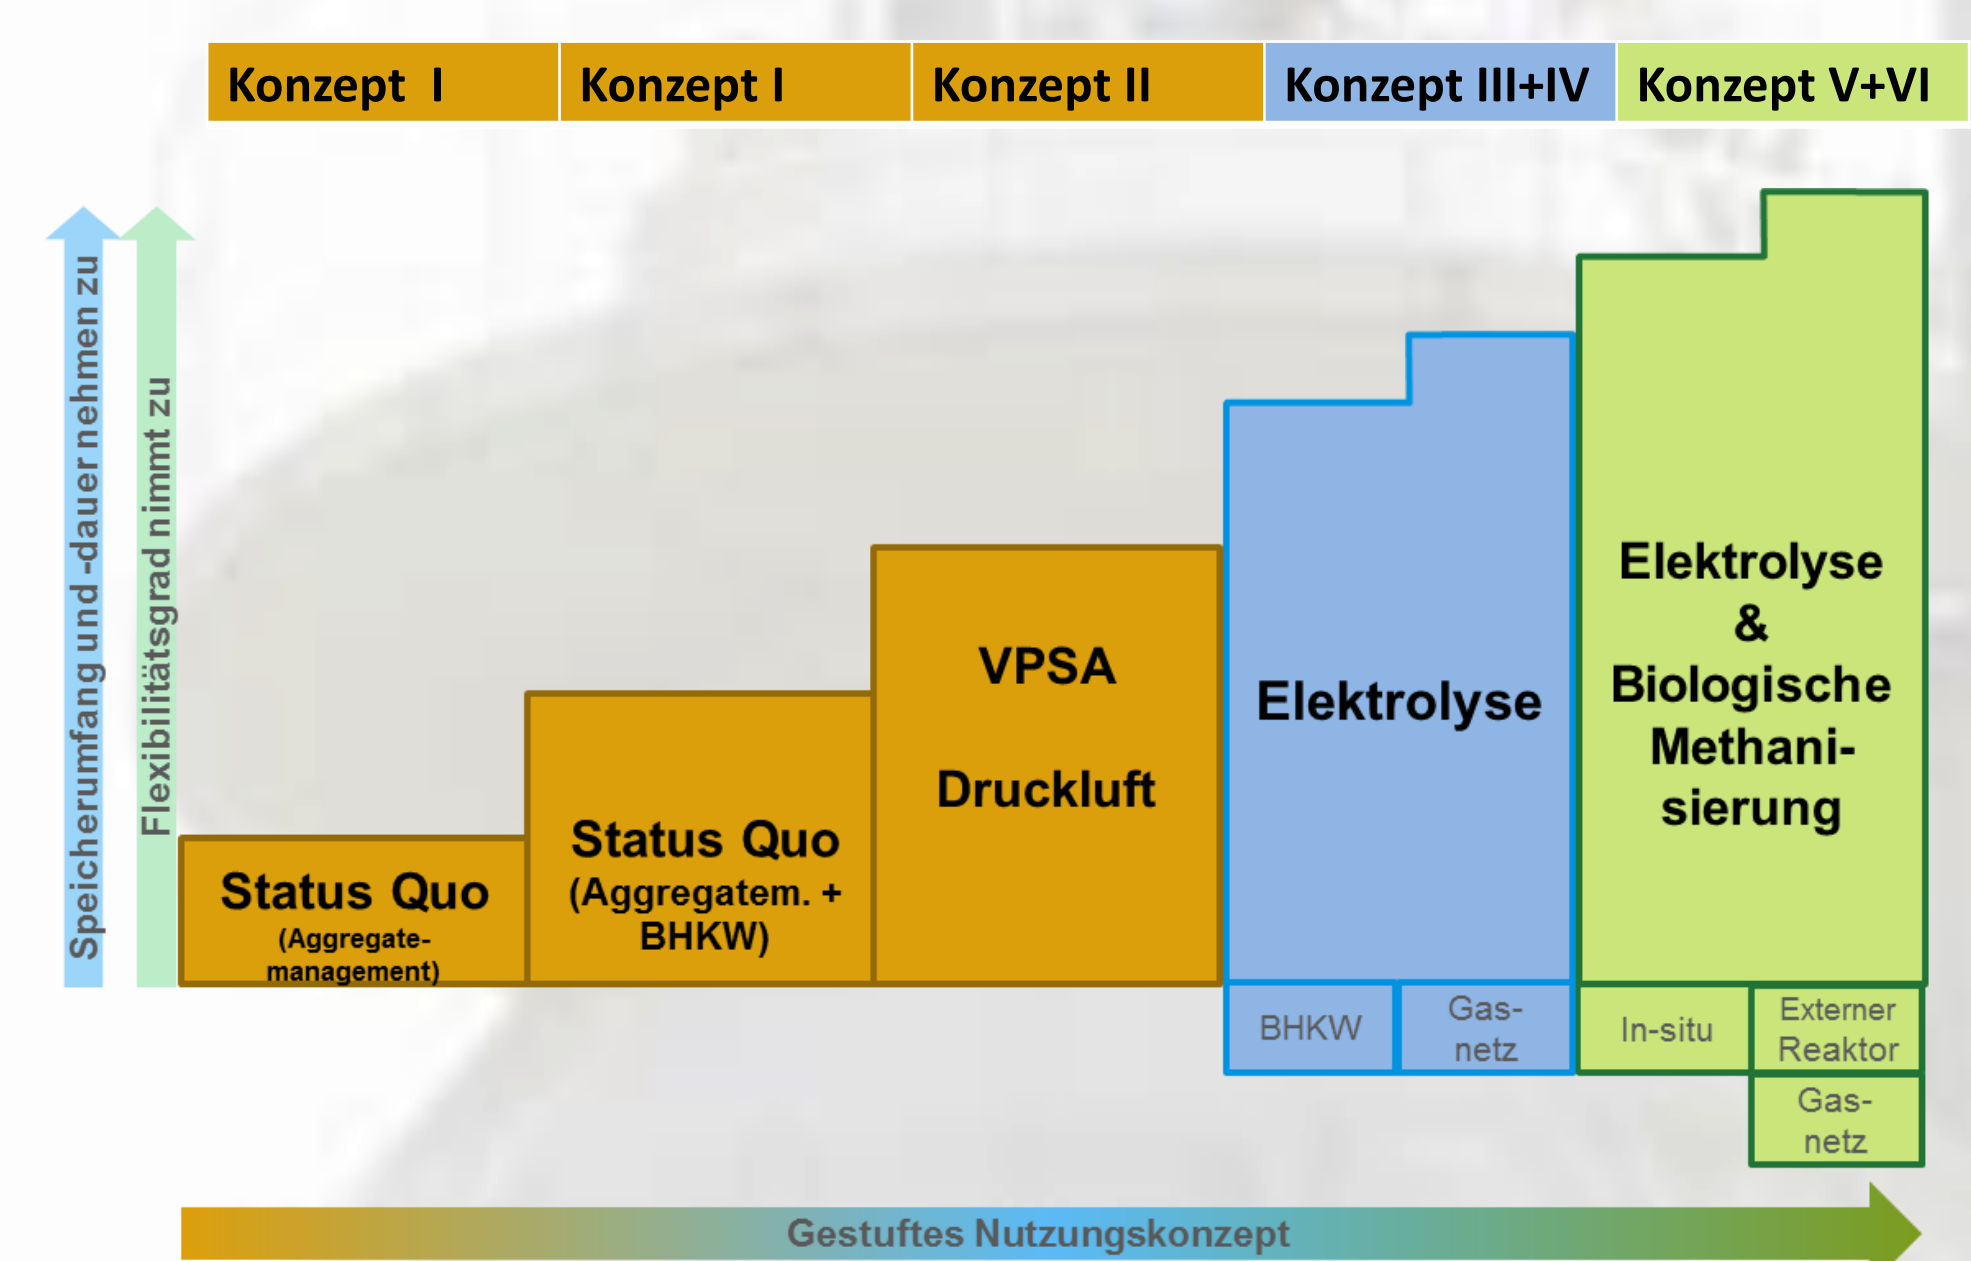 Konzept I
Konzept I
Konzept II
Konzept III+IV
Konzept V+VI
Speicherumfang und -dauer nehmen zu
Flexibilitätsgrad nimmt zu
Status Quo
(Aggregate-
management)
Status Quo
(Aggregatem. +
BHKW)
VPSA
Druckluft
Elektrolyse
BHKW
Gas-
netz
Elektrolyse
&
Biologische
Methani-
sierung
In-situ
Externer
Reaktor
Gas-
netz
Gestuftes Nutzungskonzept